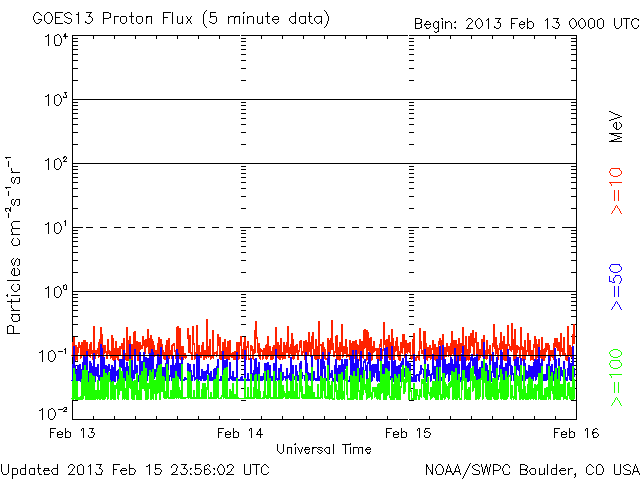 GOES13 Proton Flux (5 minute data)
Begin: 2013 Feb 13 0000 UTC
Particles cm⁻²s⁻¹sr⁻¹
10⁴
10³
10²
10¹
10⁰
10⁻¹
10⁻²
Feb 13
Feb 14
Feb 15
Feb 16
Universal Time
MeV
>=10
>=50
>=100
Updated 2013 Feb 15 23:56:02 UTC
NOAA/SWPC Boulder, CO USA